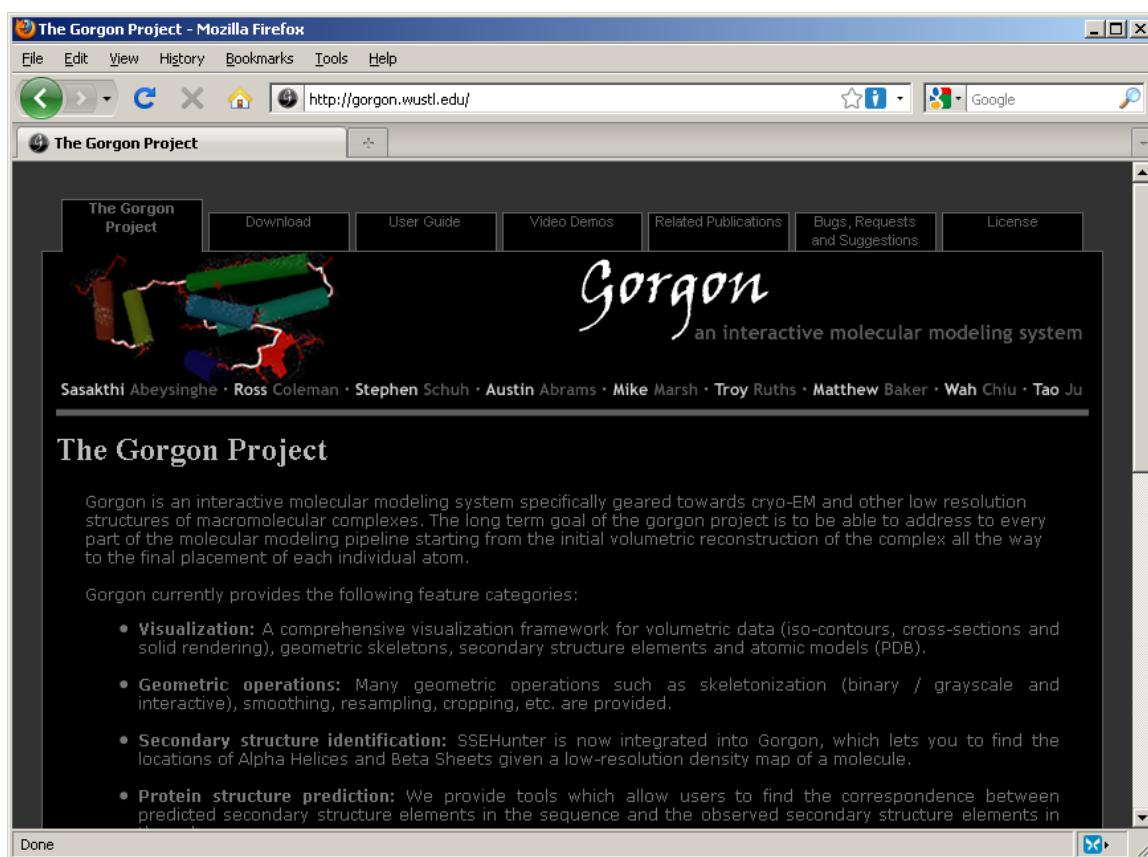 The Gorgon Project - Mozilla Firefox
File Edit View History Bookmarks Tools Help
http://gorgon.wustl.edu/
Google
The Gorgon Project
The Gorgon
Project
Download
User Guide
Video Demos
Related Publications
Bugs, Requests
and Suggestions
License
Gorgon
an interactive molecular modeling system
Sasakthi Abeysinghe · Ross Coleman · Stephen Schuh · Austin Abrams · Mike Marsh · Troy Ruths · Matthew Baker · Wah Chiu · Tao Ju
The Gorgon Project
Gorgon is an interactive molecular modeling system specifically geared towards cryo-EM and other low resolution
structures of macromolecular complexes. The long term goal of the gorgon project is to be able to address to every
part of the molecular modeling pipeline starting from the initial volumetric reconstruction of the complex all the way
to the final placement of each individual atom.
Gorgon currently provides the following feature categories:
• Visualization: A comprehensive visualization framework for volumetric data (iso-contours, cross-sections and
solid rendering), geometric skeletons, secondary structure elements and atomic models (PDB).
• Geometric operations: Many geometric operations such as skeletonization (binary / grayscale and
interactive), smoothing, resampling, cropping, etc. are provided.
• Secondary structure identification: SSEHunter is now integrated into Gorgon, which lets you to find the
locations of Alpha Helices and Beta Sheets given a low-resolution density map of a molecule.
• Protein structure prediction: We provide tools which allow users to find the correspondence between
predicted secondary structure elements in the sequence and the observed secondary structure elements in
Done